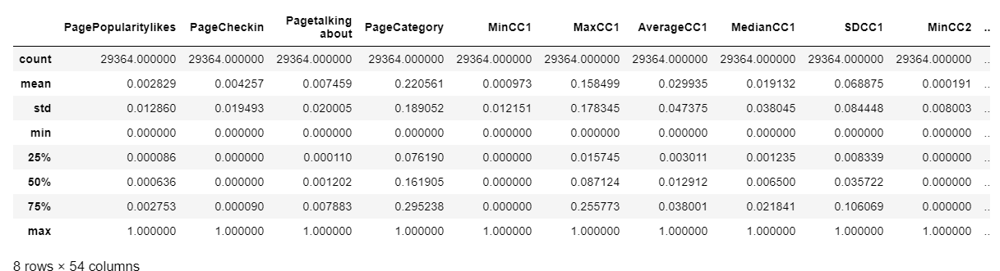 PagePopularitylikes PageCheckin Pagetalking about PageCategory MinCC1 MaxCC1 AverageCC1 MedianCC1 SDCC1 MinCC2 ..
count 29364.000000 29364.000000 29364.000000 29364.000000 29364.000000 29364.000000 29364.000000 29364.000000 29364.000000 29364.000000 ..
mean 0.002829 0.004257 0.007459 0.220561 0.000973 0.158499 0.029935 0.019132 0.068875 0.000191 ..
std 0.012860 0.019493 0.020005 0.189052 0.012151 0.178345 0.047375 0.038045 0.084448 0.008003 ..
min 0.000000 0.000000 0.000000 0.000000 0.000000 0.000000 0.000000 0.000000 0.000000 0.000000 ..
25% 0.000086 0.000000 0.000110 0.076190 0.000000 0.015745 0.003011 0.001235 0.008339 0.000000 ..
50% 0.000636 0.000000 0.001202 0.161905 0.000000 0.087124 0.012912 0.006500 0.035722 0.000000 ..
75% 0.002753 0.000090 0.007883 0.295238 0.000000 0.255773 0.038001 0.021841 0.106069 0.000000 ..
max 1.000000 1.000000 1.000000 1.000000 1.000000 1.000000 1.000000 1.000000 1.000000 1.000000 ..
8 rows × 54 columns